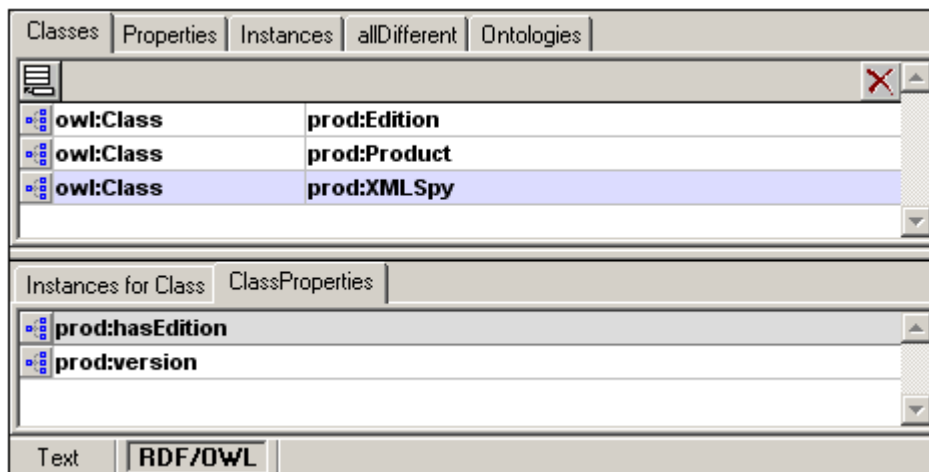 Classes Properties Instances allDifferent Ontologies
owl:Class prod:Edition
owl:Class prod:Product
owl:Class prod:XMLSpy
Instances for Class ClassProperties
prod:hasEdition
prod:version
Text RDF/OWL